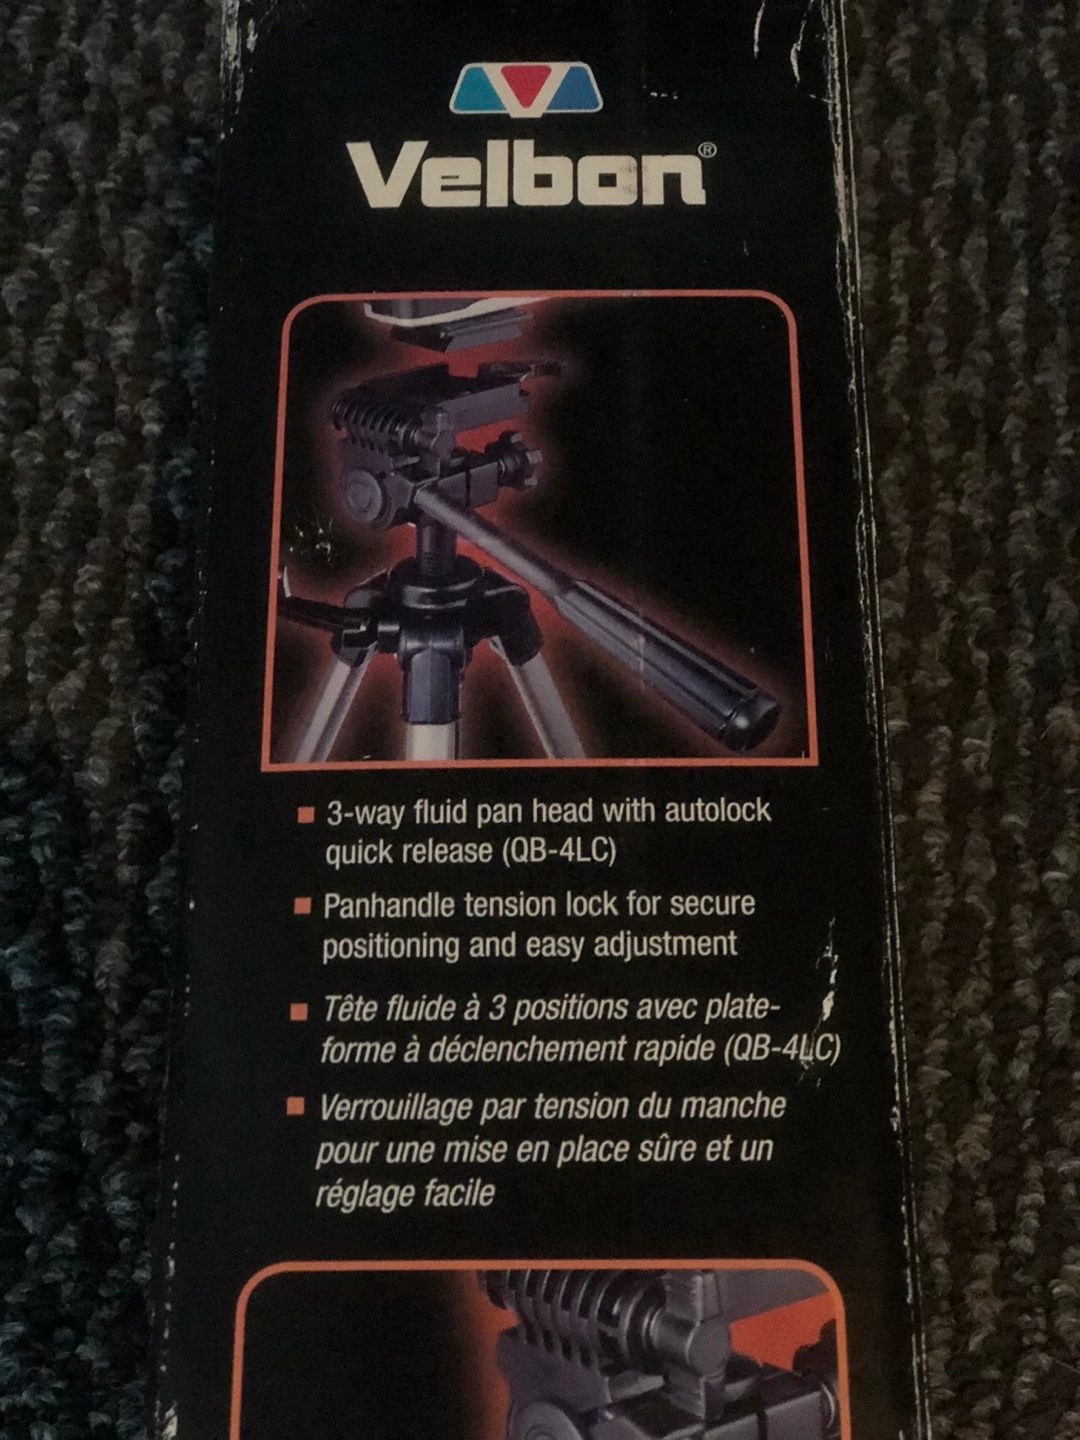 Velbon®
3-way fluid pan head with autolock
quick release (QB-4LC)
Panhandle tension lock for secure
positioning and easy adjustment
Tête fluide à 3 positions avec plate-
forme à déclenchement rapide (QB-4LC)
Verrouillage par tension du manche
pour une mise en place sûre et un
réglage facile